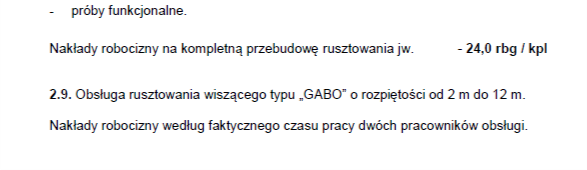 - próby funkcjonalne.
Nakłady robocizny na kompletną przebudowę rusztowania jw. - 24,0 rbg / kpl
2.9. Obsługa rusztowania wiszącego typu „GABO” o rozpiętości od 2 m do 12 m.
Nakłady robocizny według faktycznego czasu pracy dwóch pracowników obsługi.